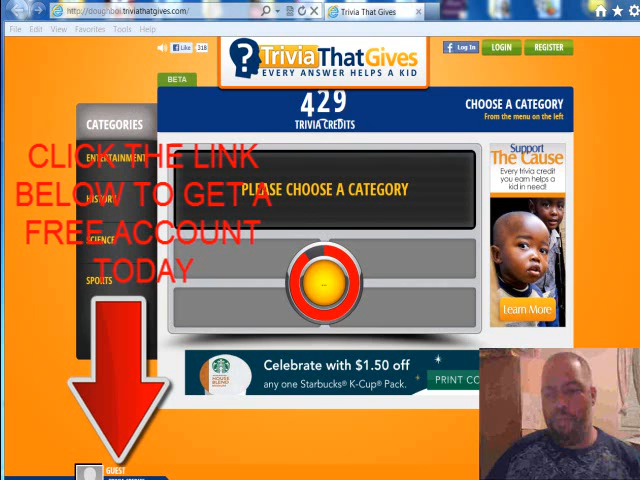 http://doughboi.triviathatgives.com/
Trivia That Gives
File Edit View Favorites Tools Help
Like 318
TriviaThatGives
EVERY ANSWER HELPS A KID
Log In
LOGIN
REGISTER
BETA
429
TRIVIA CREDITS
CHOOSE A CATEGORY
From the menu on the left
CATEGORIES
ENTERTAINMENT
HISTORY
SCIENCE
SPORTS
CLICK THE LINK
BELOW TO GET A
FREE ACCOUNT
TODAY
PLEASE CHOOSE A CATEGORY
...
Support
The Cause
Every trivia credit
you earn helps a
kid in need!
Learn More
HOUSE
BLEND
Celebrate with $1.50 off
any one Starbucks® K-Cup® Pack.
PRINT CO
GUEST